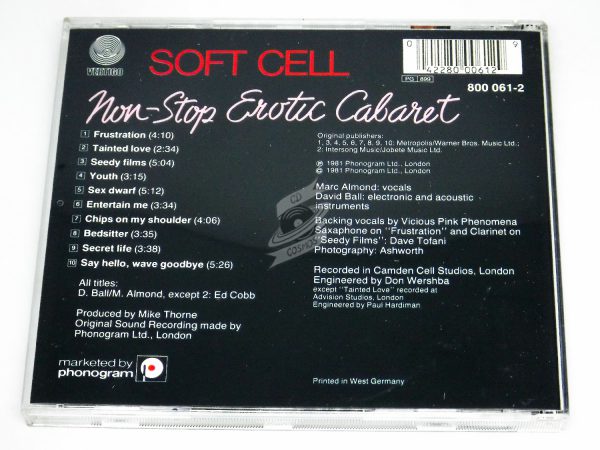 VERTIGO
SOFT CELL
0 42280 00612 9
PG 899
800 061-2
Non-Stop Erotic Cabaret
1 Frustration (4:10)
2 Tainted love (2:34)
3 Seedy films (5:04)
4 Youth (3:15)
5 Sex dwarf (5:12)
6 Entertain me (3:34)
7 Chips on my shoulder (4:06)
8 Bedsitter (3:35)
9 Secret life (3:38)
10 Say hello, wave goodbye (5:26)
All titles:
D. Ball/M. Almond, except 2: Ed Cobb
Produced by Mike Thorne
Original Sound Recording made by
Phonogram Ltd., London
marketed by
phonogram
Original publishers:
1, 3, 4, 5, 6, 7, 8, 9, 10: Metropolis/Warner Bros. Music Ltd.;
2: Intersong Music/Jobete Music Ltd.
℗ 1981 Phonogram Ltd., London
© 1981 Phonogram Ltd., London
Marc Almond: vocals
David Ball: electronic and acoustic
instruments
Backing vocals by Vicious Pink Phenomena
Saxaphone on "Frustration" and Clarinet on
"Seedy Films": Dave Tofani
Photography: Ashworth
Recorded in Camden Cell Studios, London
Engineered by Don Wershba
except "Tainted Love" recorded at
Advision Studios, London
Engineered by Paul Hardiman
Printed in West Germany
CD
COSMOS